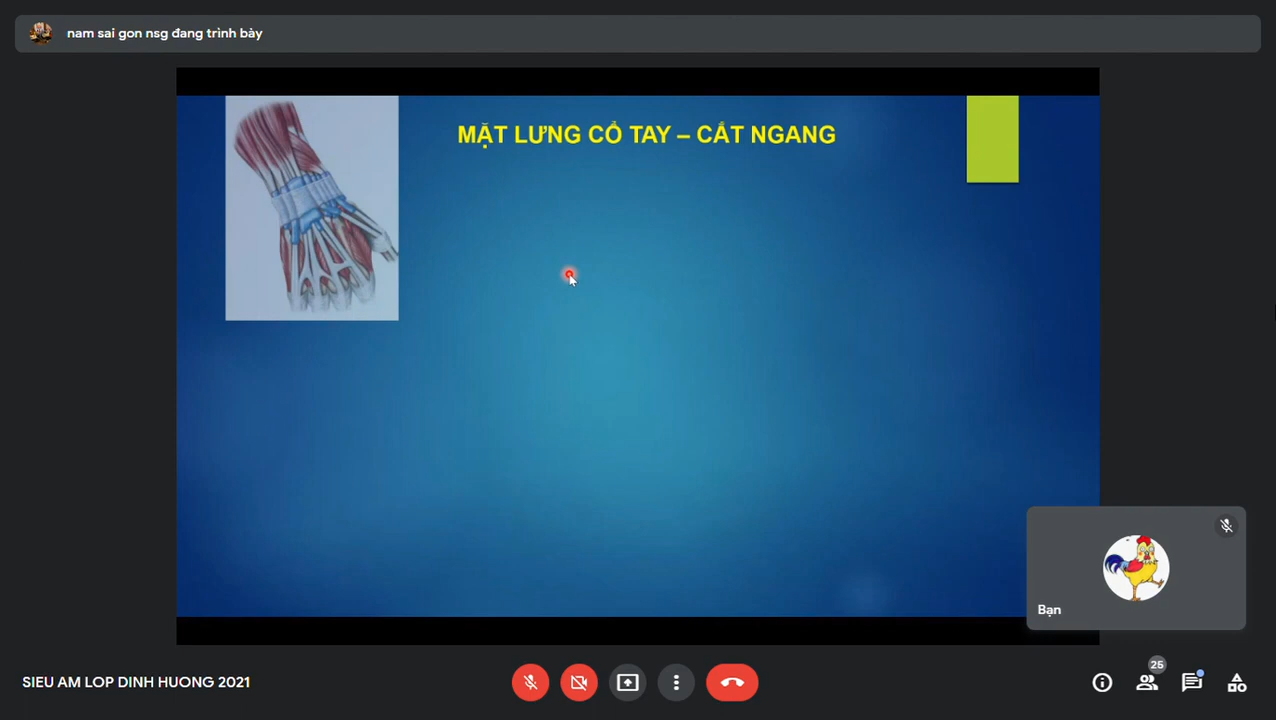 nam sai gon nsg đang trình bày
MẶT LƯNG CỔ TAY – CẮT NGANG
Bạn
SIEU AM LOP DINH HUONG 2021
25